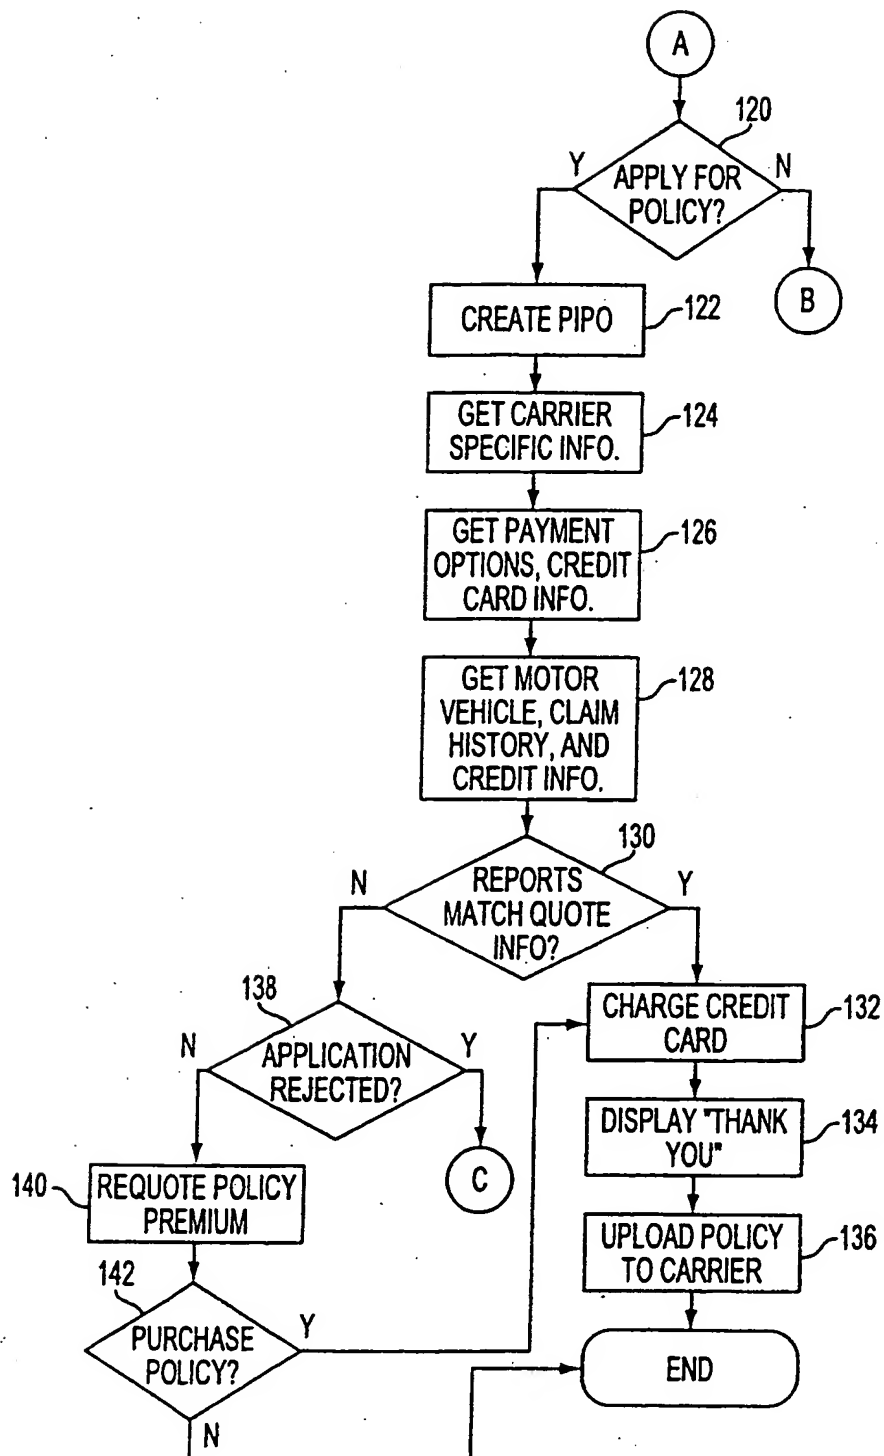 A
120
Y
N
APPLY FOR
POLICY?
B
CREATE PIPO
122
GET CARRIER
SPECIFIC INFO.
124
GET PAYMENT
OPTIONS, CREDIT
CARD INFO.
126
GET MOTOR
VEHICLE, CLAIM
HISTORY, AND
CREDIT INFO.
128
130
N
Y
REPORTS
MATCH QUOTE
INFO?
138
N
Y
APPLICATION
REJECTED?
C
CHARGE CREDIT
CARD
132
DISPLAY "THANK
YOU"
134
140
REQUOTE POLICY
PREMIUM
UPLOAD POLICY
TO CARRIER
136
142
Y
PURCHASE
POLICY?
N
END